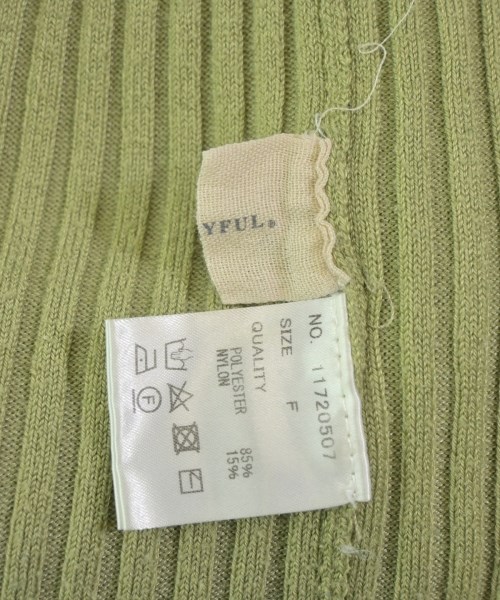 YFUL®
NO. 11720507
SIZE F
QUALITY
POLYESTER 85%
NYLON 15%
F